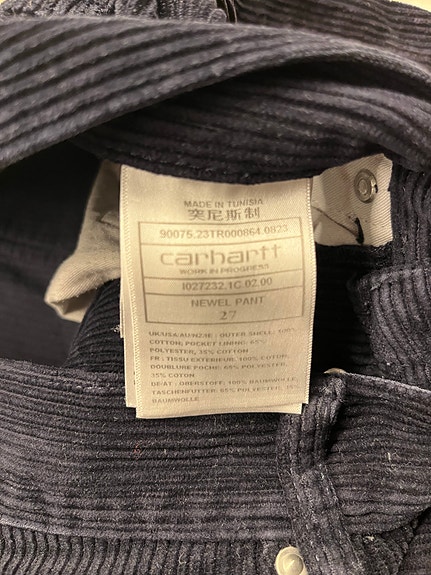 MADE IN TUNISIA
突尼斯制
90075.23TR000864.0823
carhartt
WORK IN PROGRESS
I027232.1C.02.00
NEWEL PANT
27
UK/USA/AU/NZ/IE : OUTER SHELL: 100%
COTTON, POCKET LINING: 65%
POLYESTER, 35% COTTON
FR : TISSU EXTERIEUR: 100% COTON,
DOUBLURE POCHE: 65% POLYESTER,
35% COTON
DE/AT : OBERSTOFF: 100% BAUMWOLLE,
TASCHENFUTTER: 65% POLYESTER, 35%
BAUMWOLLE